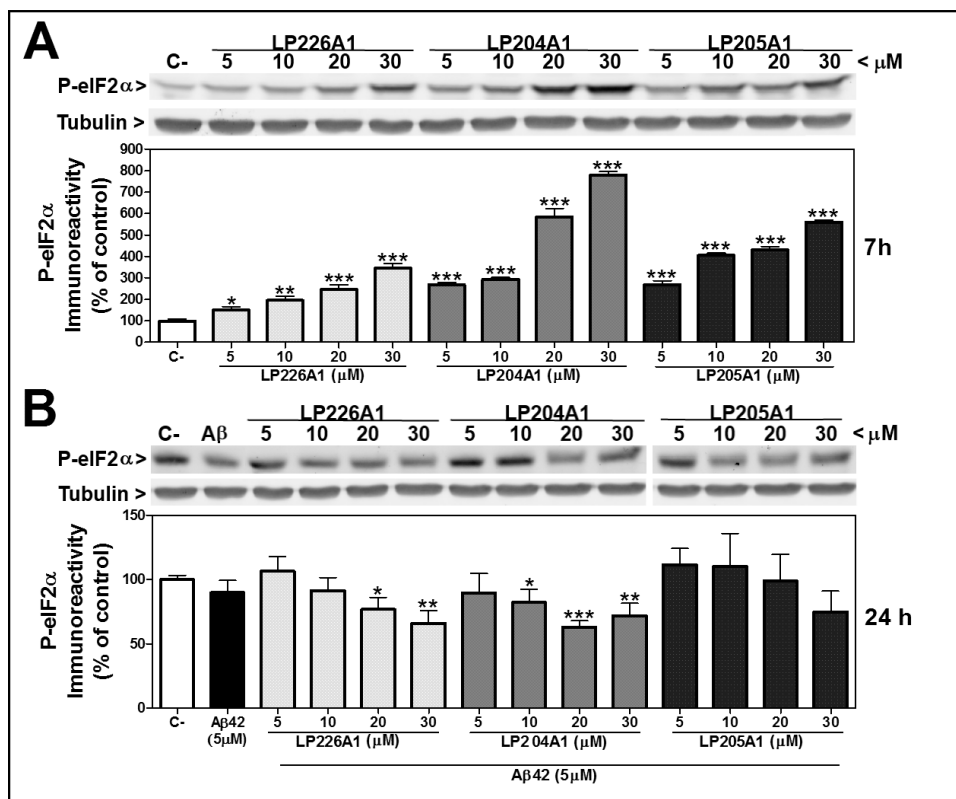 A
LP226A1 LP204A1 LP205A1
C- 5 10 20 30 5 10 20 30 5 10 20 30 < μM
P-eIF2α>
Tubulin >
P-eIF2α
Immunoreactivity
(% of control)
900
800
700
600
500
400
300
200
100
0
* ** *** *** *** *** *** *** *** *** *** ***
7h
C- 5 10 20 30 5 10 20 30 5 10 20 30
LP226A1 (μM) LP204A1 (μM) LP205A1 (μM)
B
LP226A1 LP204A1 LP205A1
C- Aβ 5 10 20 30 5 10 20 30 5 10 20 30 < μM
P-eIF2α>
Tubulin >
P-eIF2α
Immunoreactivity
(% of control)
150
100
50
0
* ** * *** **
24 h
C- Aβ42 5 10 20 30 5 10 20 30 5 10 20 30
(5μM) LP226A1 (μM) LP204A1 (μM) LP205A1 (μM)
Aβ42 (5μM)